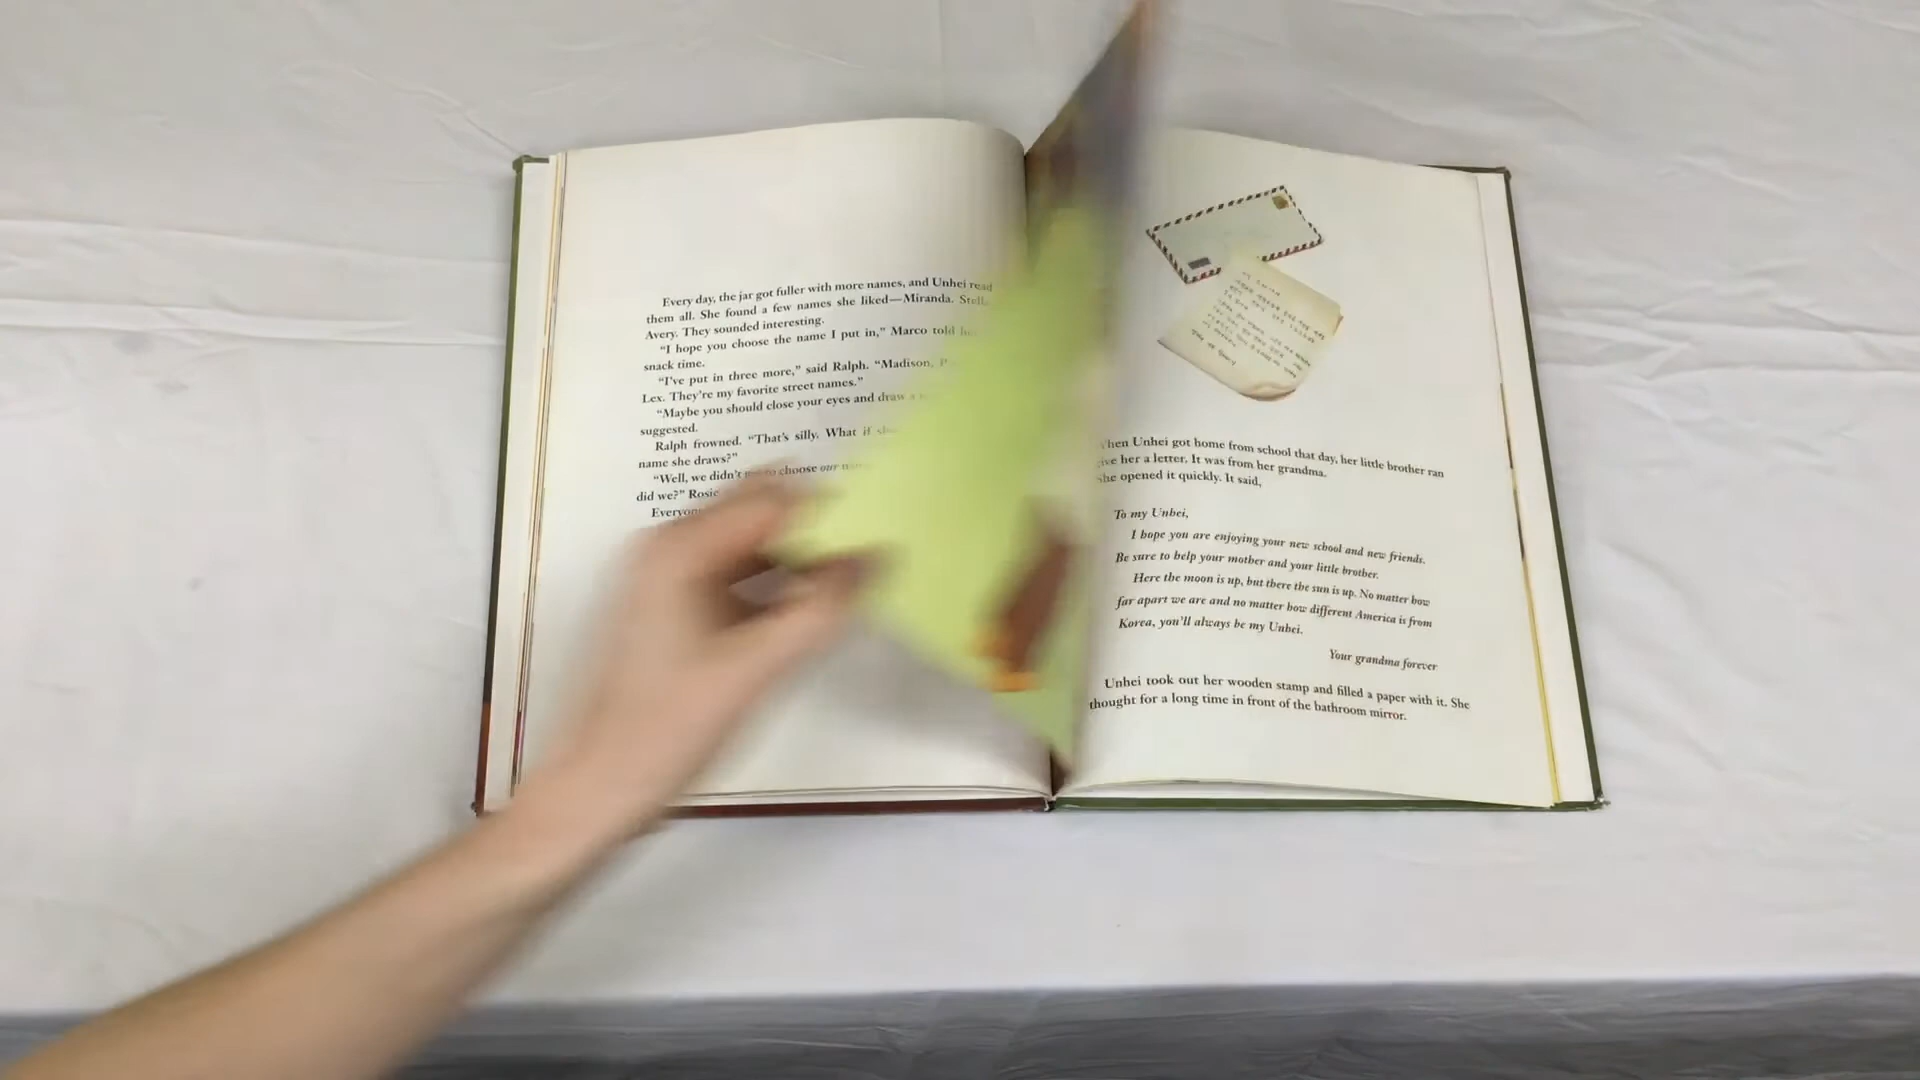 Every day, the jar got fuller with more names, and Unhei read
them all. She found a few names she liked—Miranda.
Avery. They sounded interesting.
“I hope you choose the name I put in,” Marco told
snack time.
“I’ve put in three more,” said Ralph. “Madison,
Lex. They’re my favorite street names.”
“Maybe you should close your eyes and draw
suggested.
Ralph frowned. “That’s silly. What if
name she draws?”
“Well, we didn’t choose our
did we?” Rosie
Unhei got home from school that day, her little brother ran
her a letter. It was from her grandma.
she opened it quickly. It said,
To my Unhei,
I hope you are enjoying your new school and new friends.
Be sure to help your mother and your little brother.
Here the moon is up, but there the sun is up. No matter how
far apart we are and no matter how different America is from
Korea, you’ll always be my Unhei.
Your grandma forever
Unhei took out her wooden stamp and filled a paper with it. She
thought for a long time in front of the bathroom mirror.